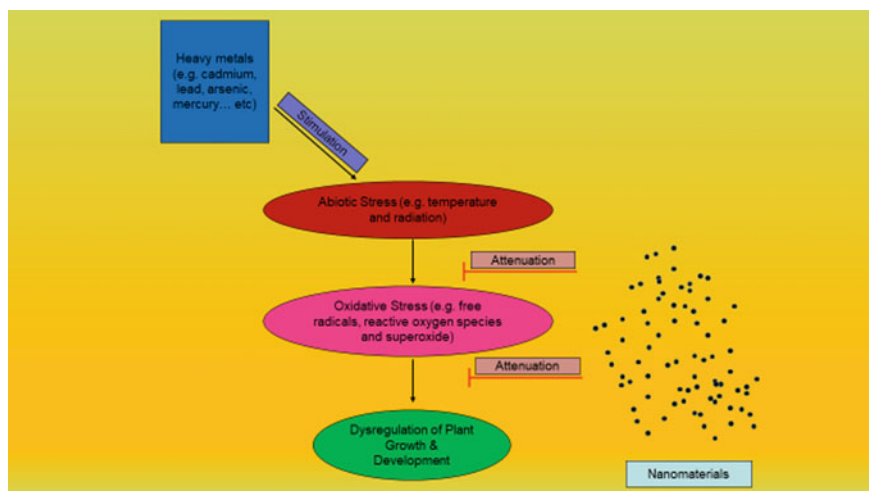 Heavy metals
(e.g. cadmium,
lead, arsenic,
mercury... etc)
Stimulation
Abiotic Stress (e.g. temperature
and radiation)
Attenuation
Oxidative Stress (e.g. free
radicals, reactive oxygen species
and superoxide)
Attenuation
Dysregulation of Plant
Growth &
Development
Nanomaterials